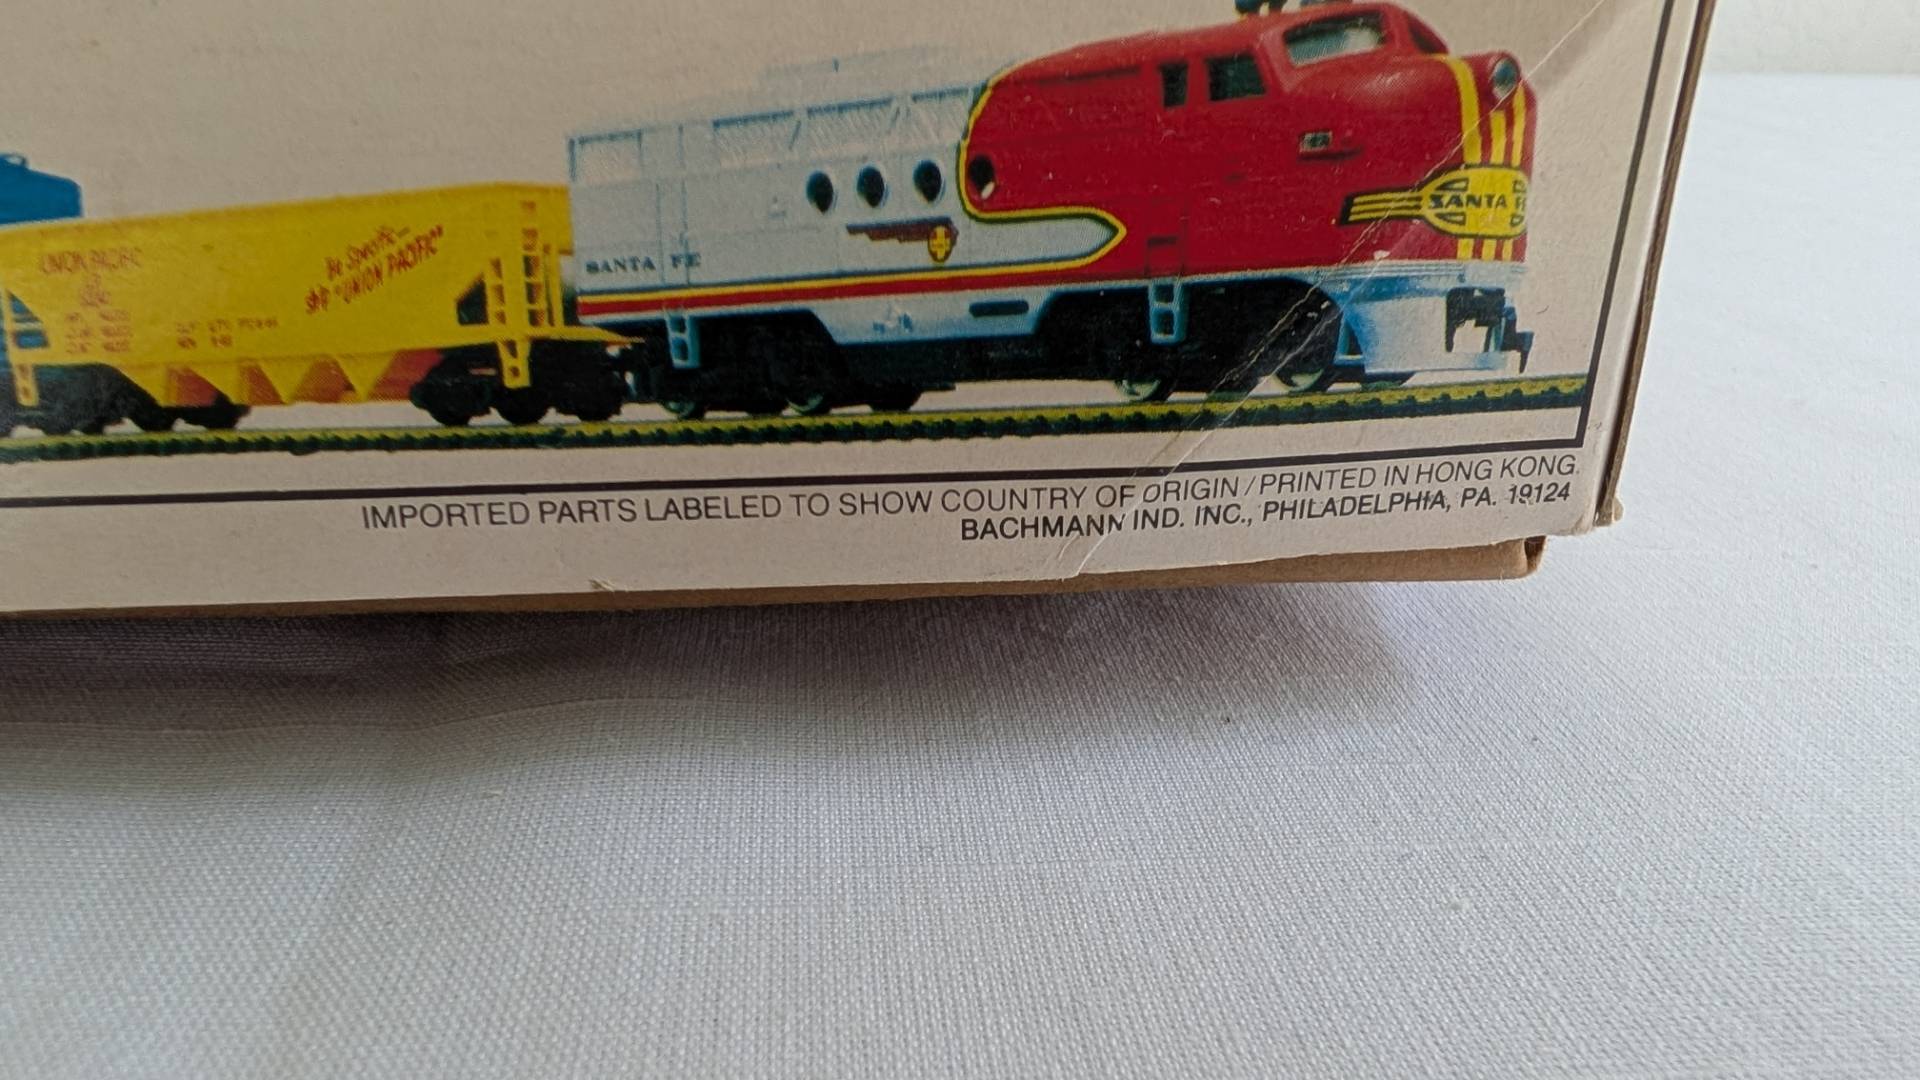 SANTA FE
UNION PACIFIC
Be Specific—
ship "UNION PACIFIC"
SANTA FE
IMPORTED PARTS LABELED TO SHOW COUNTRY OF ORIGIN/PRINTED IN HONG KONG.
BACHMANN IND. INC., PHILADELPHIA, PA. 19124